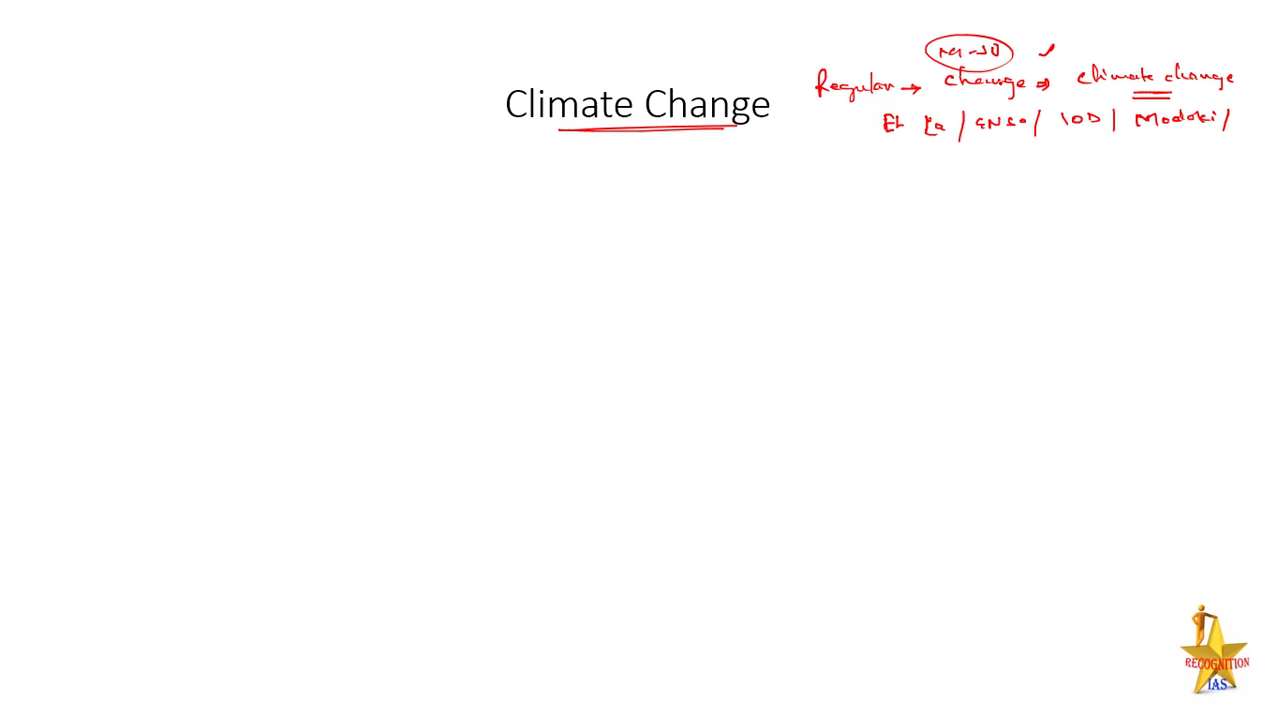 Climate Change
Regular → change ⇒ climate change
El La / ENSO / IOD | Modoki /
RECOGNITION
IAS